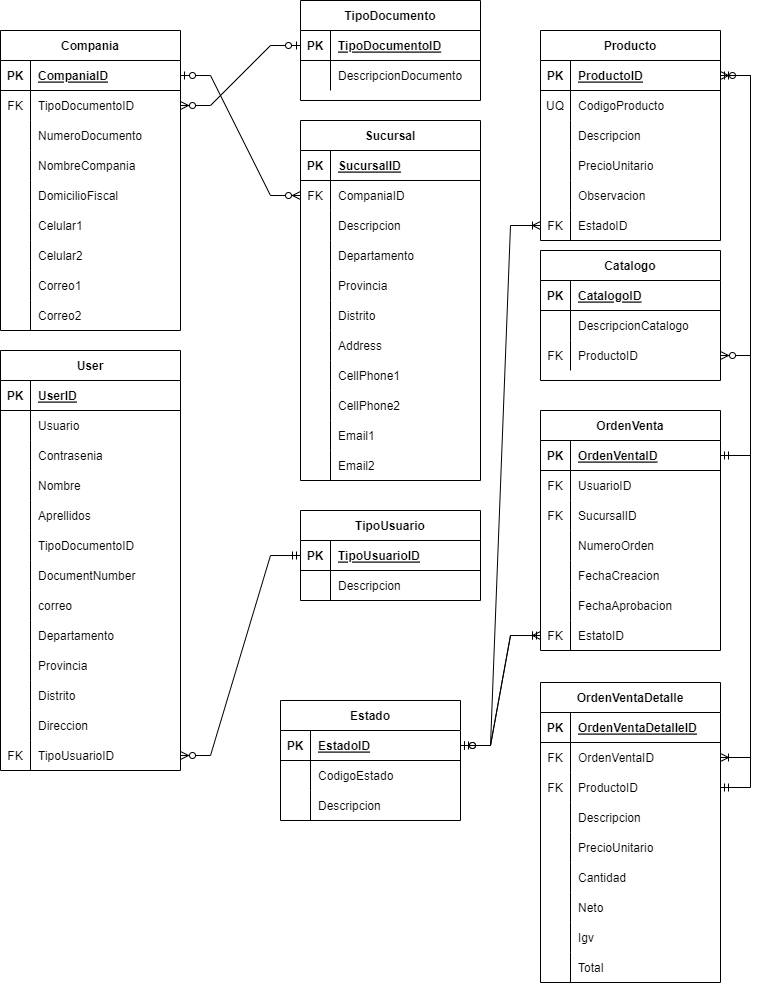 Compania
PK CompaniaID
FK TipoDocumentoID
NumeroDocumento
NombreCompania
DomicilioFiscal
Celular1
Celular2
Correo1
Correo2
User
PK UserID
Usuario
Contrasenia
Nombre
Aprellidos
TipoDocumentoID
DocumentNumber
correo
Departamento
Provincia
Distrito
Direccion
FK TipoUsuarioID
TipoDocumento
PK TipoDocumentoID
DescripcionDocumento
Sucursal
PK SucursalID
FK CompaniaID
Descripcion
Departamento
Provincia
Distrito
Address
CellPhone1
CellPhone2
Email1
Email2
TipoUsuario
PK TipoUsuarioID
Descripcion
Estado
PK EstadoID
CodigoEstado
Descripcion
Producto
PK ProductoID
UQ CodigoProducto
Descripcion
PrecioUnitario
Observacion
FK EstadoID
Catalogo
PK CatalogoID
DescripcionCatalogo
FK ProductoID
OrdenVenta
PK OrdenVentaID
FK UsuarioID
FK SucursalID
NumeroOrden
FechaCreacion
FechaAprobacion
FK EstatoID
OrdenVentaDetalle
PK OrdenVentaDetalleID
FK OrdenVentaID
FK ProductoID
Descripcion
PrecioUnitario
Cantidad
Neto
Igv
Total